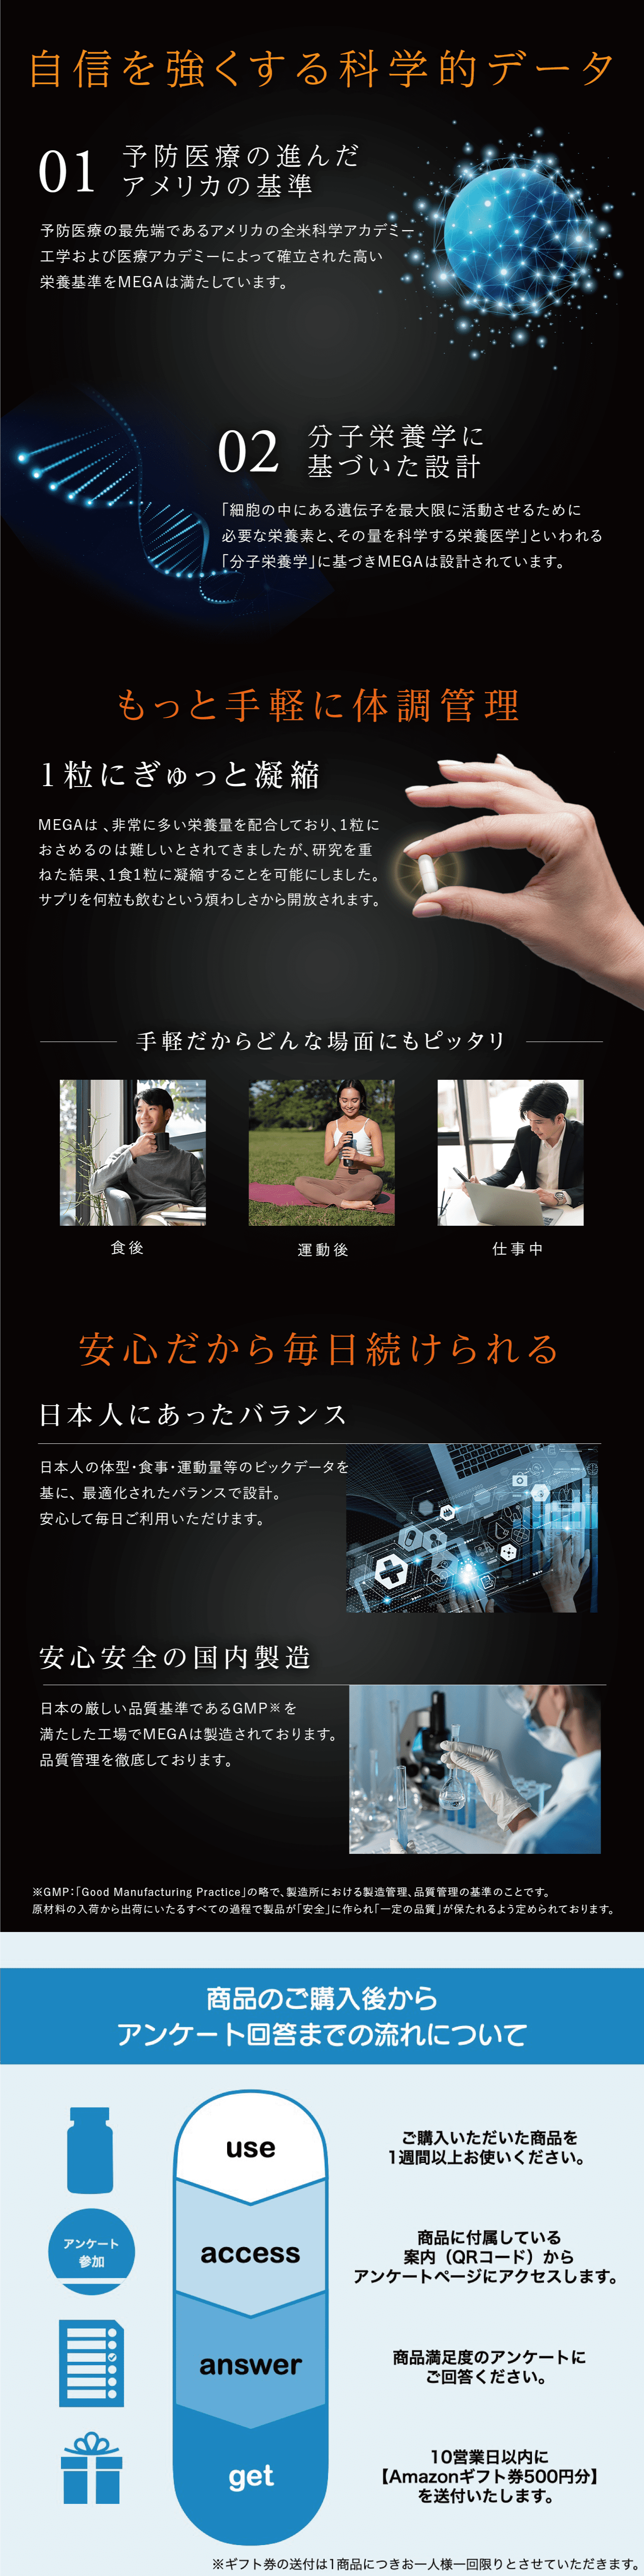 自信を強くする科学的データ
01
予防医療の進んだ
アメリカの基準
予防医療の最先端であるアメリカの全米科学アカデミー
工学および医療アカデミーによって確立された高い
栄養基準をMEGAは満たしています。
02
分子栄養学に
基づいた設計
「細胞の中にある遺伝子を最大限に活動させるために
必要な栄養素と、その量を科学する栄養医学」といわれる
「分子栄養学」に基づきMEGAは設計されています。
もっと手軽に体調管理
1粒にぎゅっと凝縮
MEGAは 、非常に多い栄養量を配合しており、1粒に
おさめるのは難しいとされてきましたが、研究を重
ねた結果、1食1粒に凝縮することを可能にしました。
サプリを何粒も飲むという煩わしさから開放されます。
手軽だからどんな場面にもピッタリ
食後
運動後
仕事中
安心だから毎日続けられる
日本人にあったバランス
日本人の体型・食事・運動量等のビックデータを
基に、最適化されたバランスで設計。
安心して毎日ご利用いただけます。
安心安全の国内製造
日本の厳しい品質基準であるGMP※を
満たした工場でMEGAは製造されております。
品質管理を徹底しております。
※GMP：「Good Manufacturing Practice」の略で、製造所における製造管理、品質管理の基準のことです。
原材料の入荷から出荷にいたるすべての過程で製品が「安全」に作られ「一定の品質」が保たれるよう定められております。
商品のご購入後から
アンケート回答までの流れについて
use
ご購入いただいた商品を
1週間以上お使いください。
アンケート
参加
access
商品に付属している
案内（QRコード）から
アンケートページにアクセスします。
answer
商品満足度のアンケートに
ご回答ください。
get
10営業日以内に
【Amazonギフト券500円分】
を送付いたします。
※ギフト券の送付は1商品につきお一人様一回限りとさせていただきます。